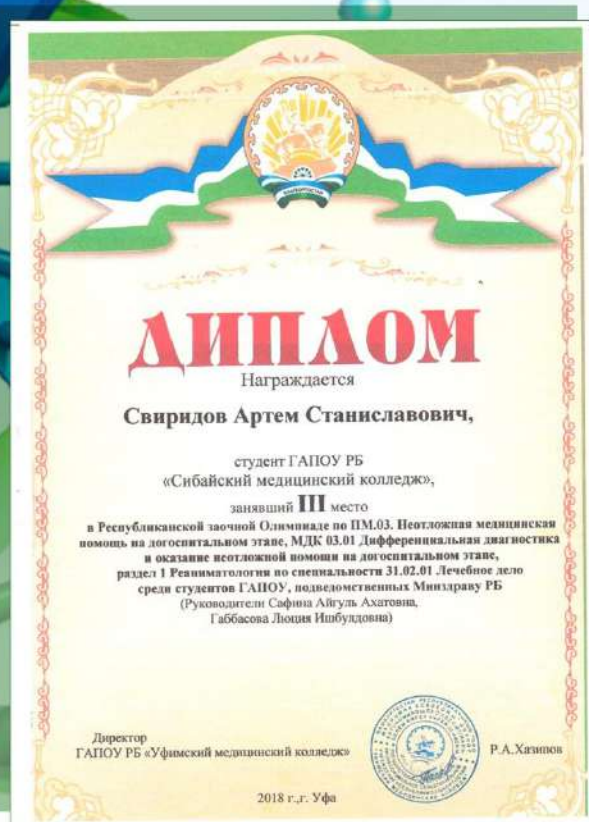 БАШКОРТОСТАН
ДИПЛОМ
Награждается
Свиридов Артем Станиславович,
студент ГАПОУ РБ
«Сибайский медицинский колледж»,
занявший III место
в Республиканской заочной Олимпиаде по ПМ.03. Неотложная медицинская
помощь на догоспитальном этапе, МДК 03.01 Дифференциальная диагностика
и оказание неотложной помощи на догоспитальном этапе,
раздел 1 Реаниматология по специальности 31.02.01 Лечебное дело
среди студентов ГАПОУ, подведомственных Минздраву РБ
(Руководители Сафина Айгуль Ахатовна,
Габбасова Люция Ишбулдовна)
Директор
ГАПОУ РБ «Уфимский медицинский колледж»
Р.А.Хазипов
2018 г.,г. Уфа